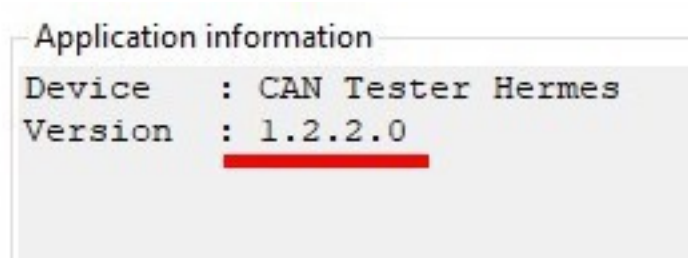 Application information
Device   : CAN Tester Hermes
Version  : 1.2.2.0